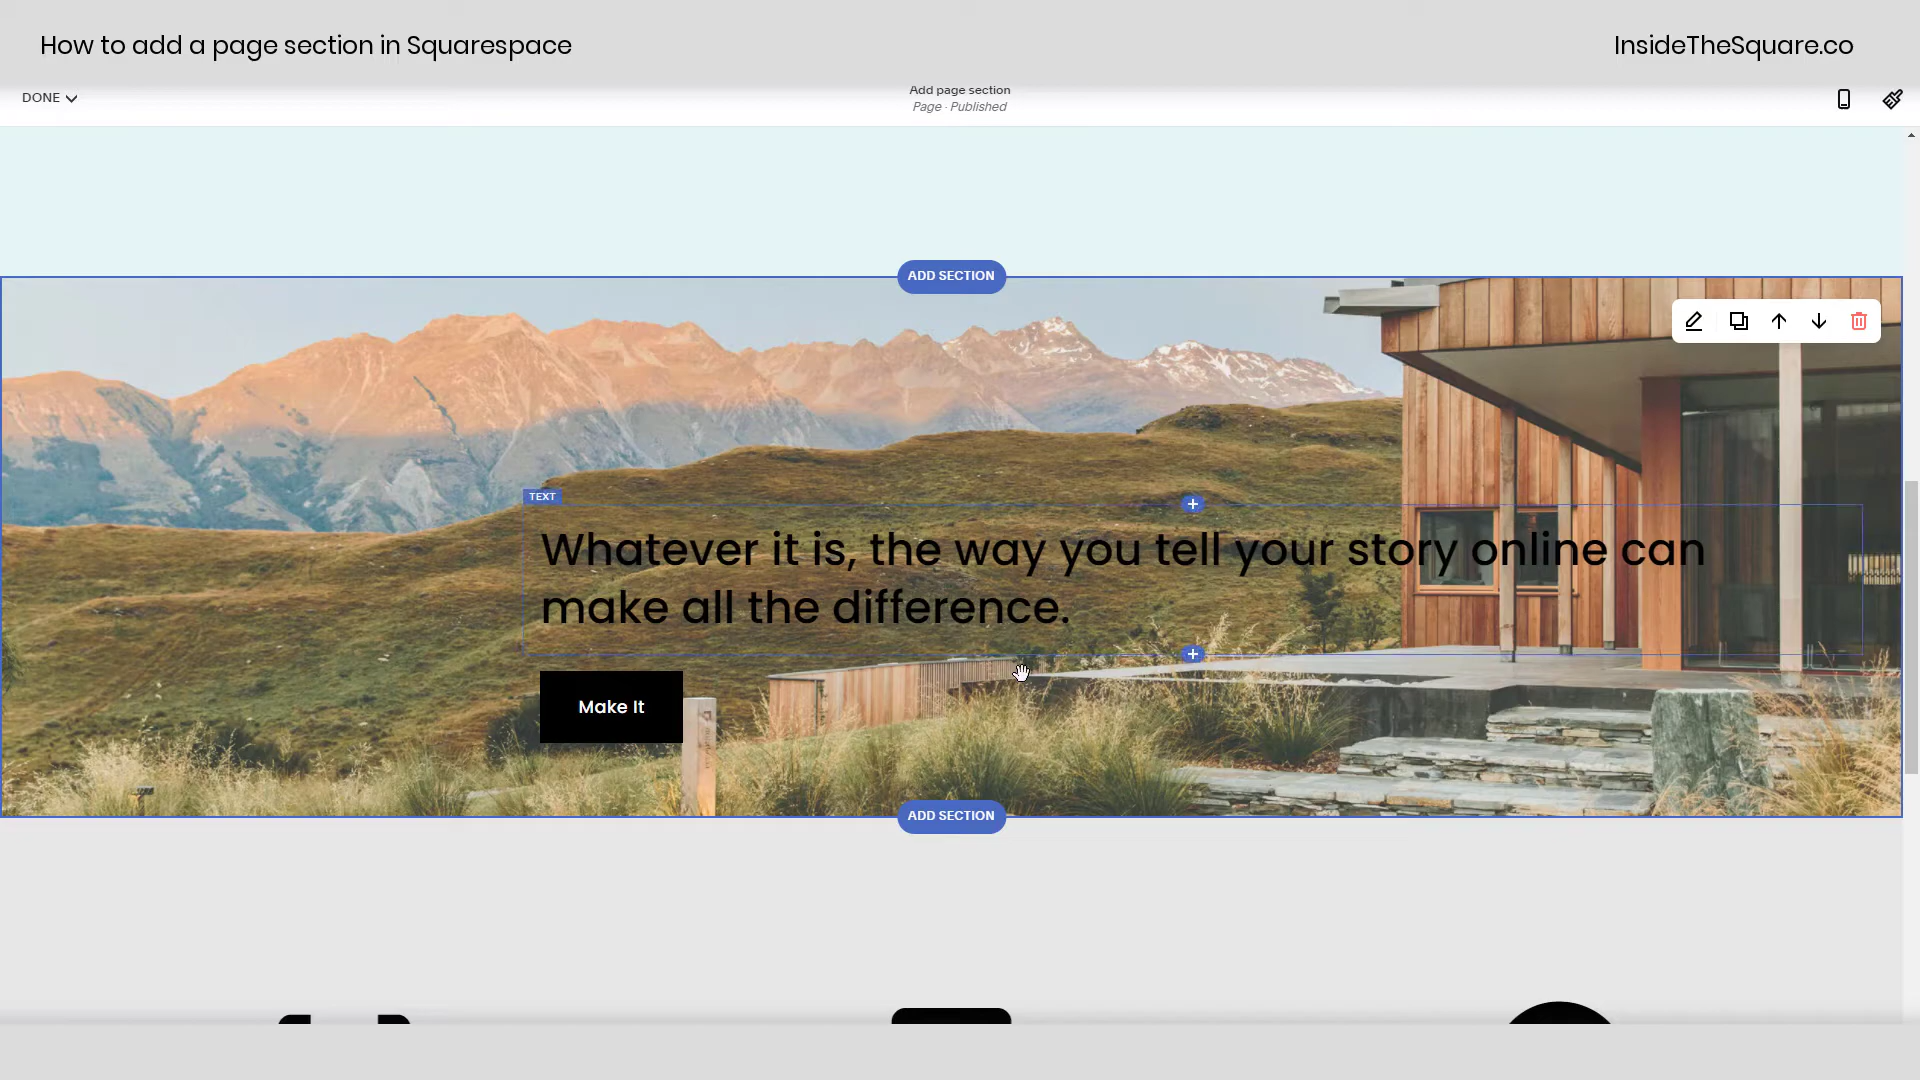 How to add a page section in Squarespace
InsideTheSquare.co
DONE
Add page section
Page · Published
ADD SECTION
TEXT
Whatever it is, the way you tell your story online can
make all the difference.
Make It
ADD SECTION